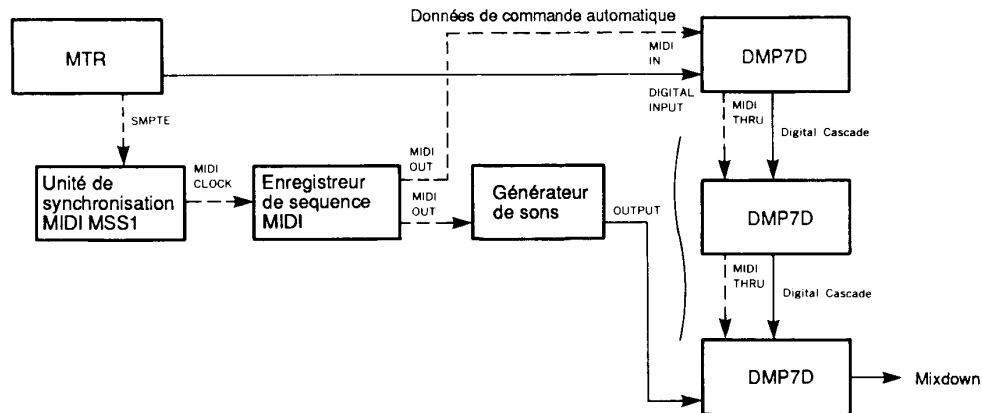 Données de commande automatique
MTR
MIDI
IN
DMP7D
DIGITAL
INPUT
SMPTE
MIDI
THRU
Digital Cascade
Unité de
synchronisation
MIDI MSS1
MIDI
CLOCK
Enregistreur
de sequence
MIDI
MIDI
OUT
MIDI
OUT
Générateur
de sons
OUTPUT
DMP7D
MIDI
THRU
Digital Cascade
DMP7D
Mixdown